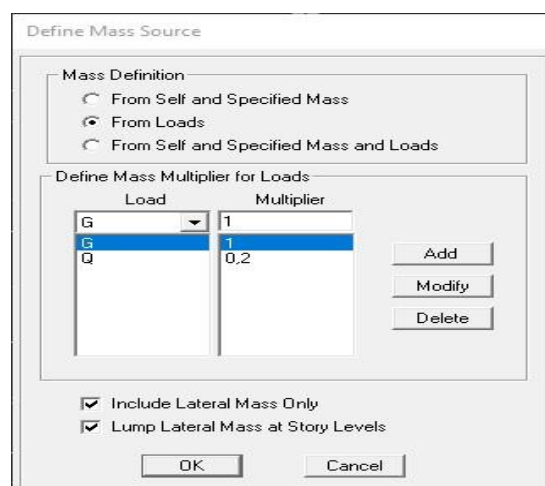 Define Mass Source
Mass Definition
From Self and Specified Mass
From Loads
From Self and Specified Mass and Loads
Define Mass Multiplier for Loads
Load Multiplier
G 1
G 1
Q 0,2
Add
Modify
Delete
Include Lateral Mass Only
Lump Lateral Mass at Story Levels
OK Cancel